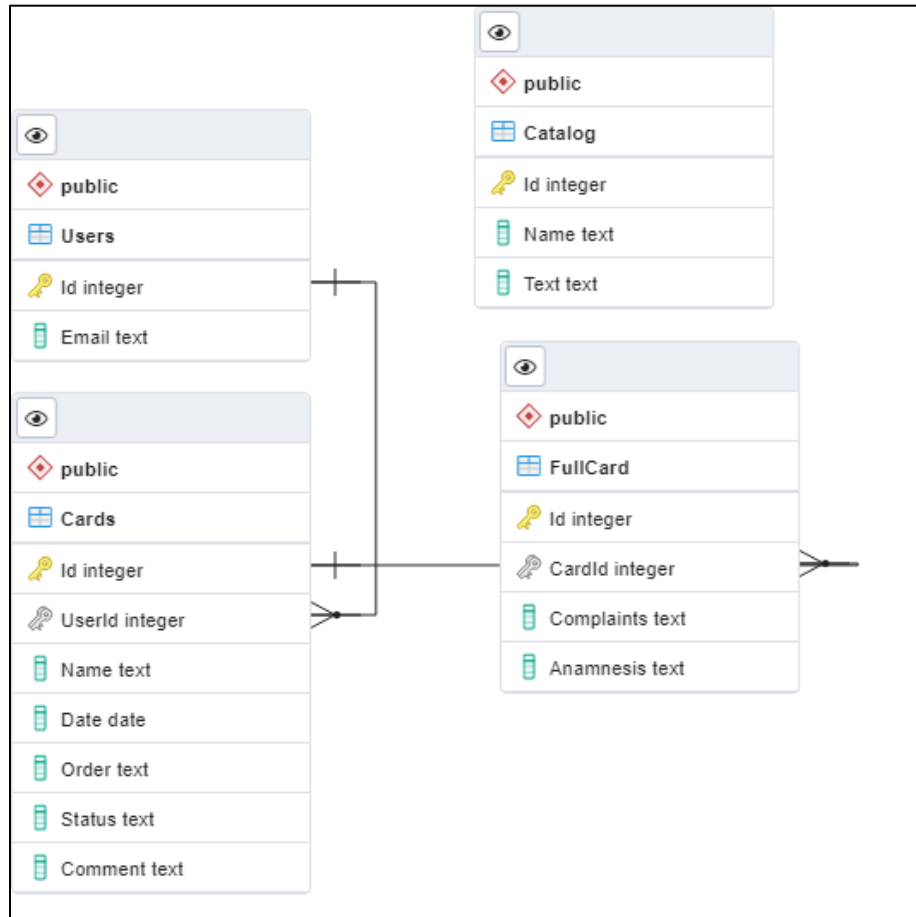 public
Users
Id integer
Email text
public
Cards
Id integer
UserId integer
Name text
Date date
Order text
Status text
Comment text
public
Catalog
Id integer
Name text
Text text
public
FullCard
Id integer
CardId integer
Complaints text
Anamnesis text